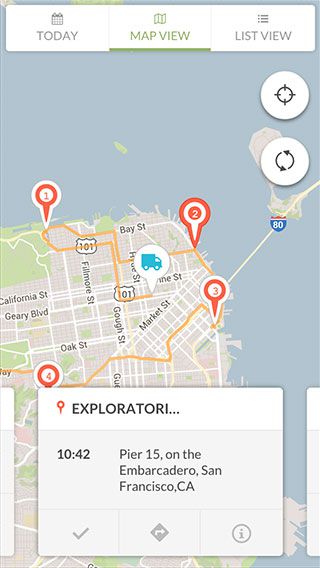 TODAY
MAP VIEW
LIST VIEW
1
2
Bay St
80
101
Fillmore St
101
California St
Geary Blvd
Gough St
Market St
3
Oak St
4
EXPLORATORI...
10:42
Pier 15, on the
Embarcadero, San
Francisco,CA